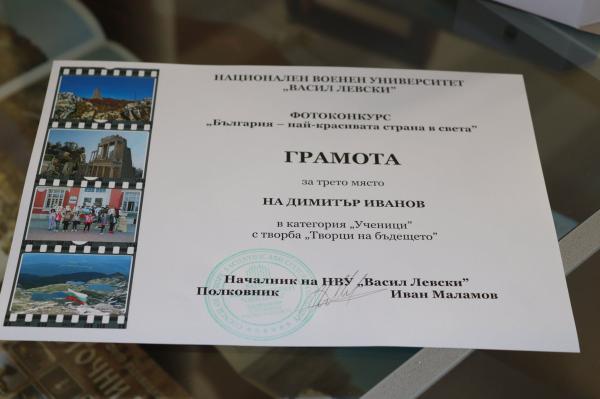 НАЦИОНАЛЕН ВОЕНЕН УНИВЕРСИТЕТ
„ВАСИЛ ЛЕВСКИ”
ФОТОКОНКУРС
„България – най-красивата страна в света”
ГРАМОТА
за трето място
НА ДИМИТЪР ИВАНОВ
в категория „Ученици”
с творба „Творци на бъдещето”
Началник на НВУ „Васил Левски”
Полковник Иван Маламов